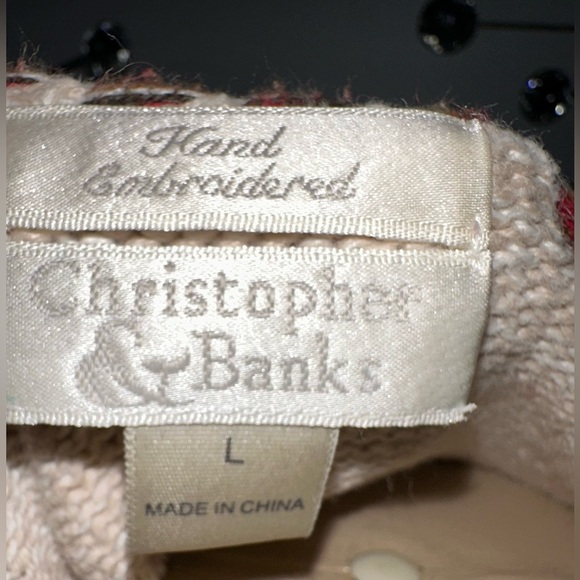 Hand
Embroidered
Christopher
& Banks
L
MADE IN CHINA